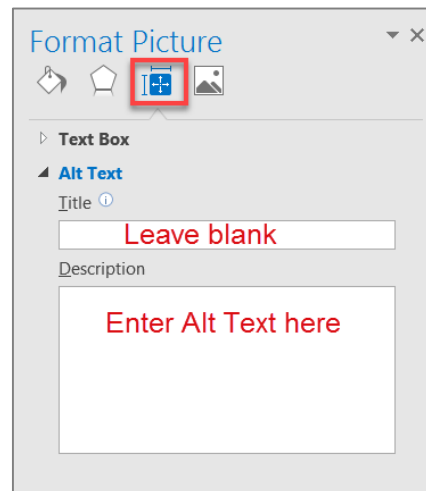 Format Picture
Text Box
Alt Text
Title
Leave blank
Description
Enter Alt Text here